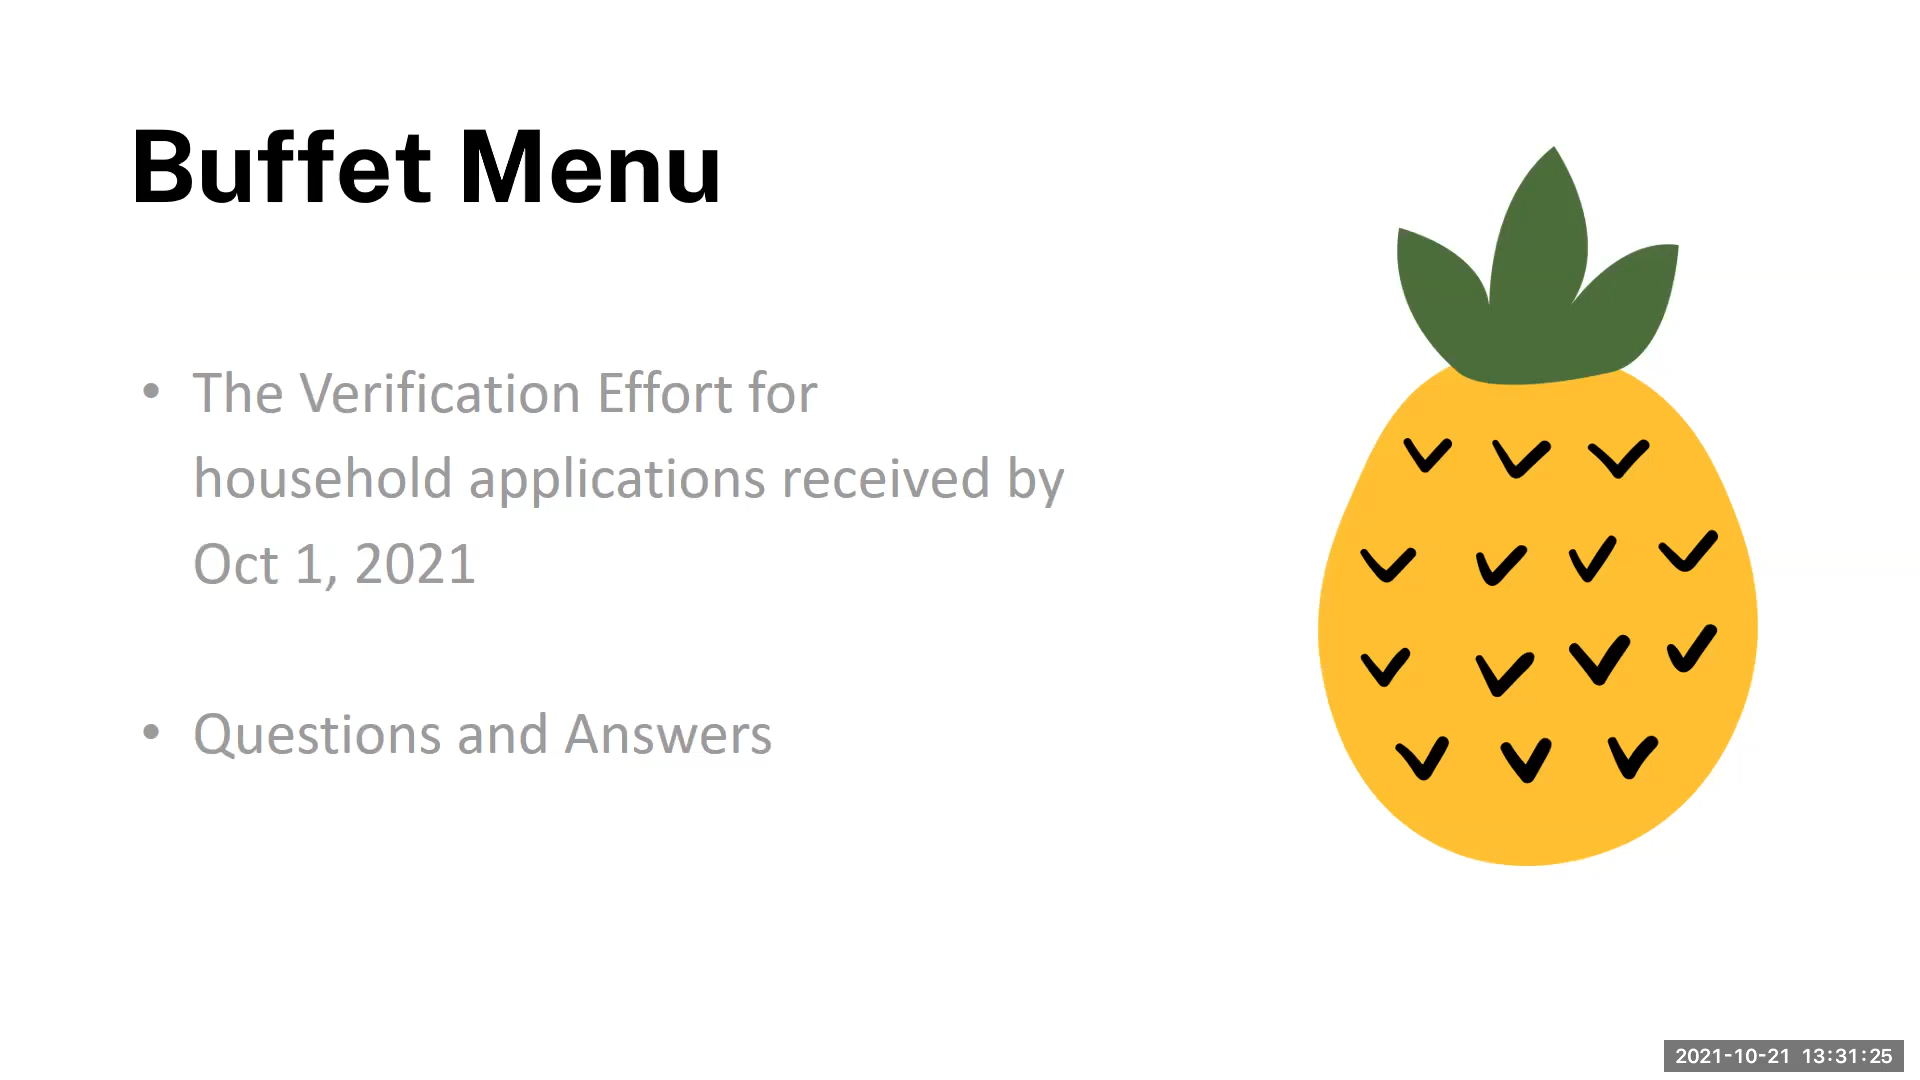 Buffet Menu
• The Verification Effort for
household applications received by
Oct 1, 2021
• Questions and Answers
2021-10-21 13:31:25